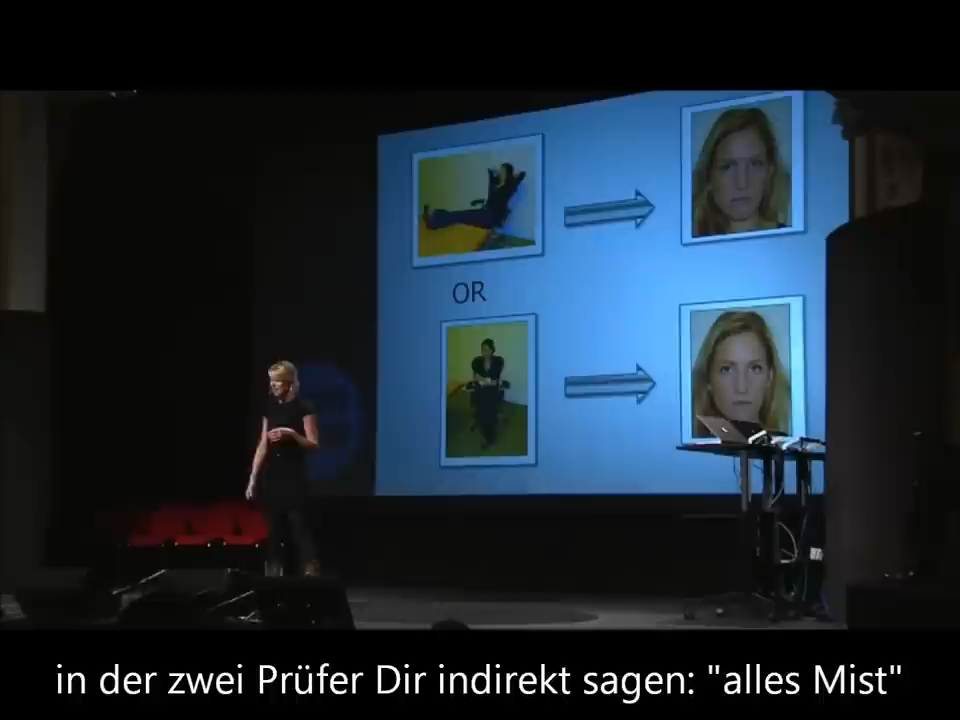 OR
in der zwei Prüfer Dir indirekt sagen: "alles Mist"